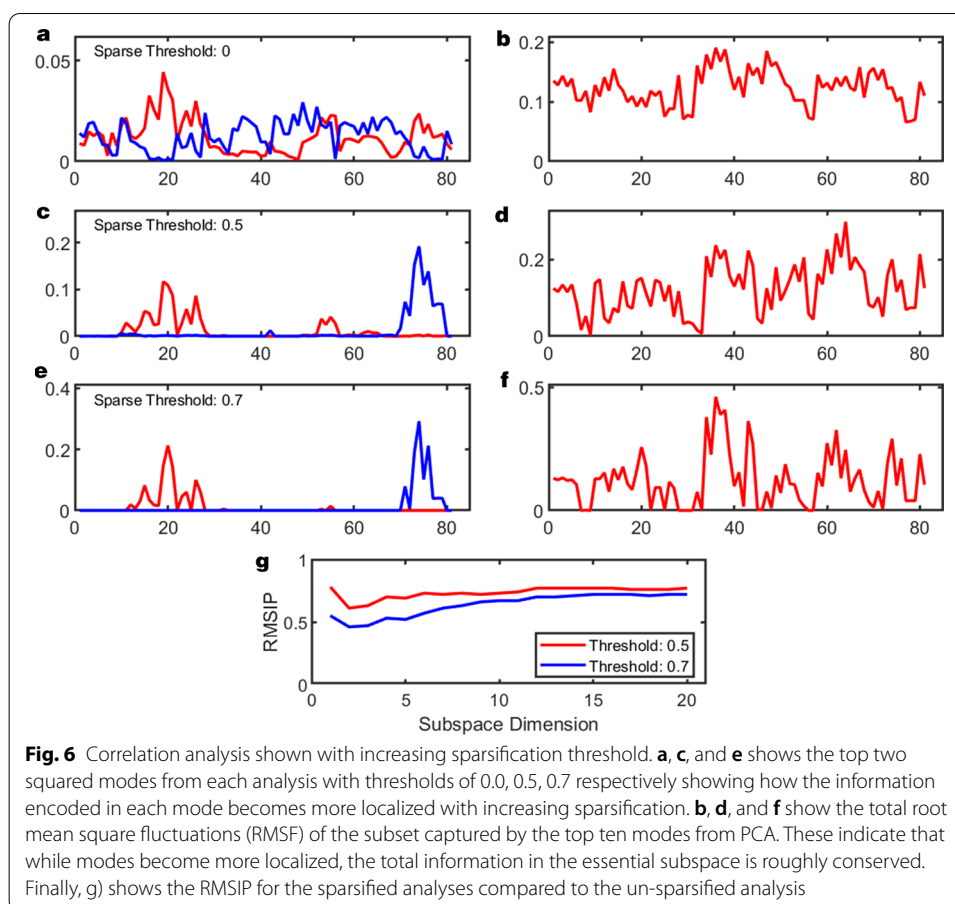 a
Sparse Threshold: 0
0.05
0
0 20 40 60 80
b
0.2
0.1
0
0 20 40 60 80
c
Sparse Threshold: 0.5
0.2
0.1
0
0 20 40 60 80
d
0.2
0
0 20 40 60 80
e
Sparse Threshold: 0.7
0.4
0.2
0
0 20 40 60 80
f
0.5
0
0 20 40 60 80
g
1
0.5
0
RMSIP
Threshold: 0.5
Threshold: 0.7
0 5 10 15 20
Subspace Dimension
Fig. 6 Correlation analysis shown with increasing sparsification threshold. a, c, and e shows the top two
squared modes from each analysis with thresholds of 0.0, 0.5, 0.7 respectively showing how the information
encoded in each mode becomes more localized with increasing sparsification. b, d, and f show the total root
mean square fluctuations (RMSF) of the subset captured by the top ten modes from PCA. These indicate that
while modes become more localized, the total information in the essential subspace is roughly conserved.
Finally, g) shows the RMSIP for the sparsified analyses compared to the un-sparsified analysis